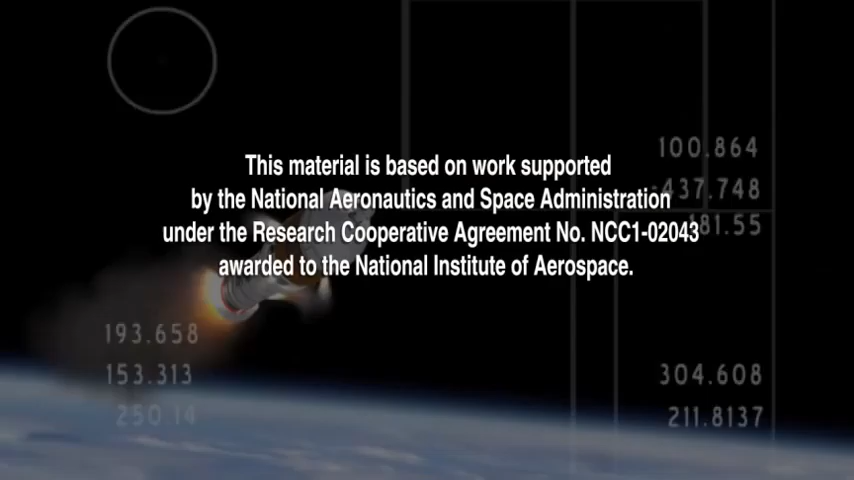 This material is based on work supported
by the National Aeronautics and Space Administration
under the Research Cooperative Agreement No. NCC1-02043
awarded to the National Institute of Aerospace.
100.864
-437.748
181.55
193.658
153.313
250.14
304.608
211.8137